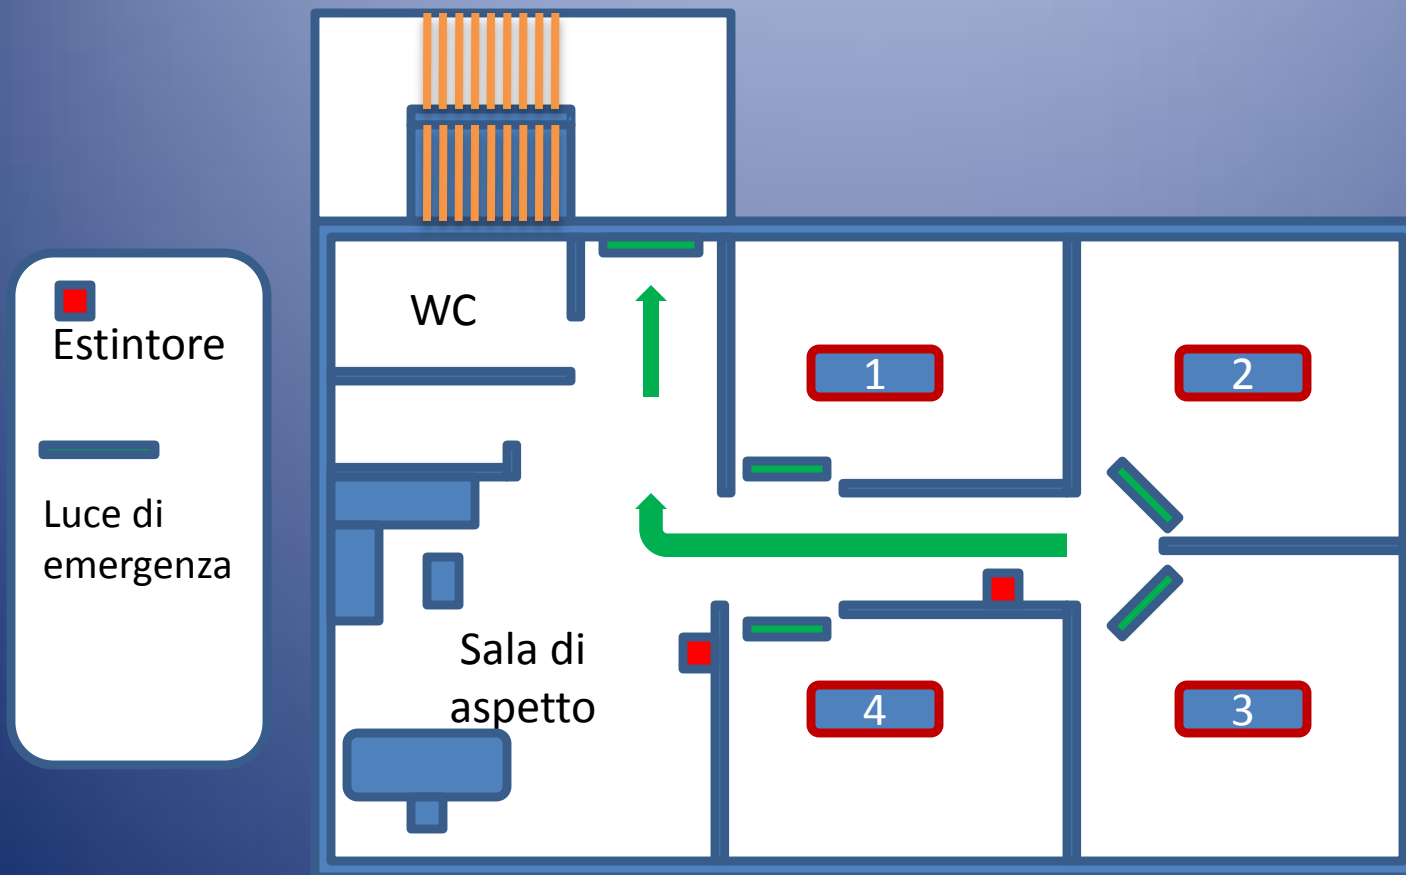 Estintore
Luce di
emergenza
WC
1
2
Sala di
aspetto
4
3